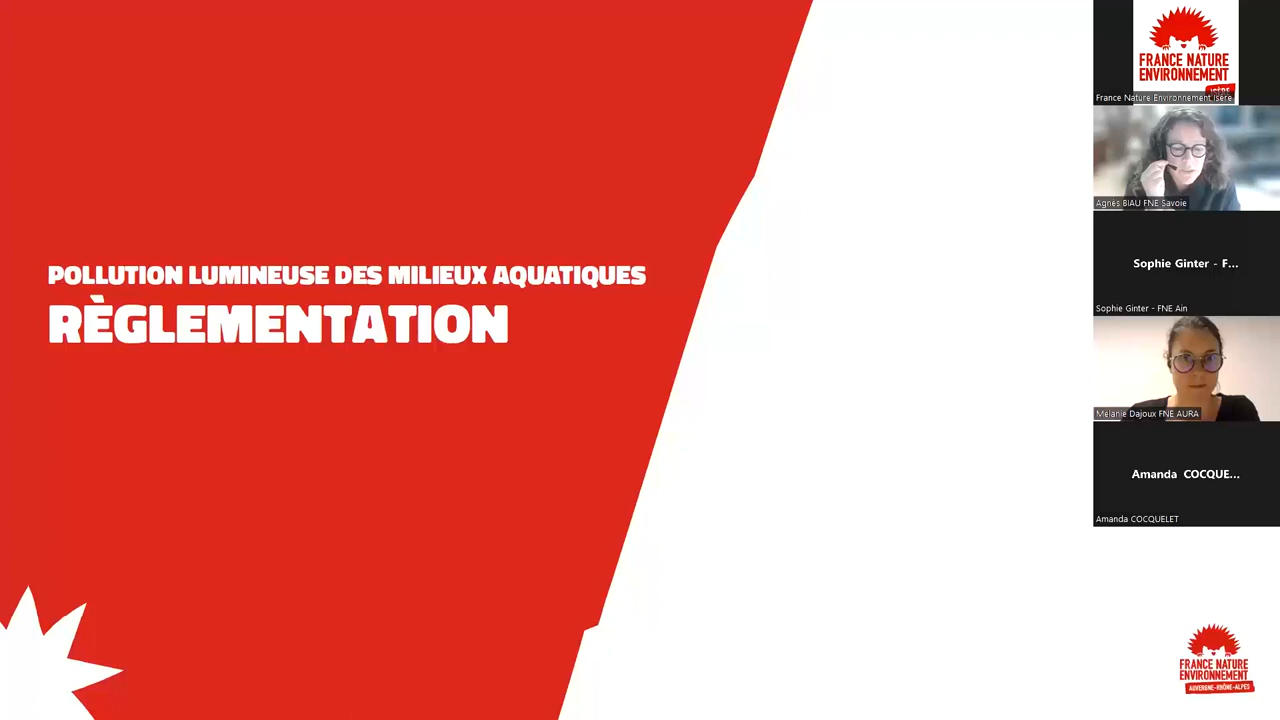 POLLUTION LUMINEUSE DES MILIEUX AQUATIQUES
RÈGLEMENTATION
FRANCE NATURE
ENVIRONNEMENT
ISÈRE
France Nature Environnement Isère
Agnès BIAU FNE Savoie
Sophie Ginter - F...
Sophie Ginter - FNE Ain
Mélanie Dajoux FNE AURA
Amanda COCQUE...
Amanda COCQUELET
FRANCE NATURE
ENVIRONNEMENT
AUVERGNE-RHÔNE-ALPES